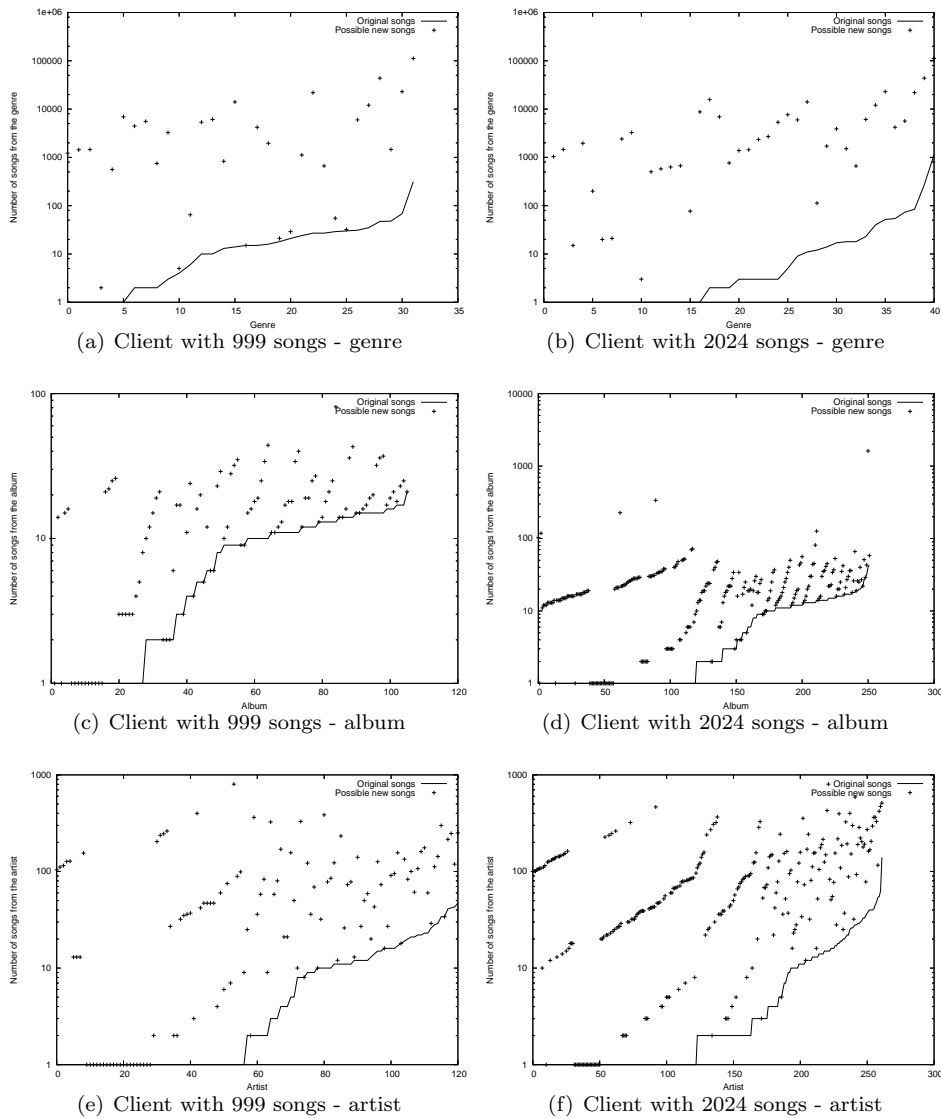 1e+06
100000
10000
1000
100
10
1
0 5 10 15 20 25 30 35
Number of songs from the genre
Genre
Original songs
Possible new songs
(a) Client with 999 songs - genre
1e+06
100000
10000
1000
100
10
1
0 5 10 15 20 25 30 35 40
Number of songs from the genre
Genre
Original songs
Possible new songs
(b) Client with 2024 songs - genre
100
10
1
0 20 40 60 80 100 120
Number of songs from the album
Album
Original songs
Possible new songs
(c) Client with 999 songs - album
10000
1000
100
10
1
0 50 100 150 200 250 300
Number of songs from the album
Album
Original songs
Possible new songs
(d) Client with 2024 songs - album
1000
100
10
1
0 20 40 60 80 100 120
Number of songs from the artist
Artist
Original songs
Possible new songs
(e) Client with 999 songs - artist
1000
100
10
1
0 50 100 150 200 250 300
Number of songs from the artist
Artist
Original songs
Possible new songs
(f) Client with 2024 songs - artist